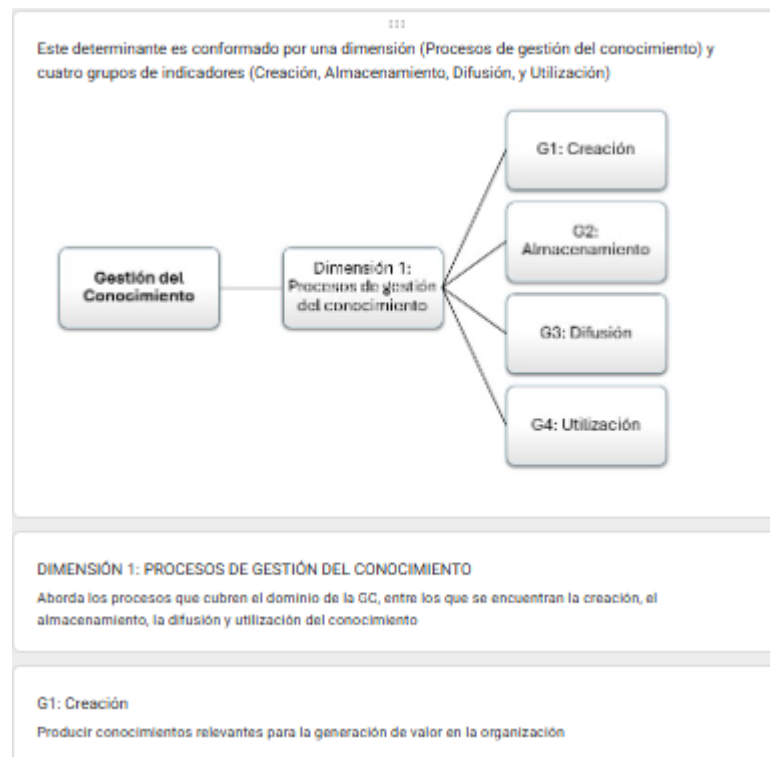 Este determinante es conformado por una dimensión (Procesos de gestión del conocimiento) y
cuatro grupos de indicadores (Creación, Almacenamiento, Difusión, y Utilización)
Gestión del
Conocimiento
Dimensión 1:
Procesos de gestión
del conocimiento
G1: Creación
G2:
Almacenamiento
G3: Difusión
G4: Utilización
DIMENSIÓN 1: PROCESOS DE GESTIÓN DEL CONOCIMIENTO
Aborda los procesos que cubren el dominio de la GC, entre los que se encuentran la creación, el
almacenamiento, la difusión y utilización del conocimiento
G1: Creación
Producir conocimientos relevantes para la generación de valor en la organización